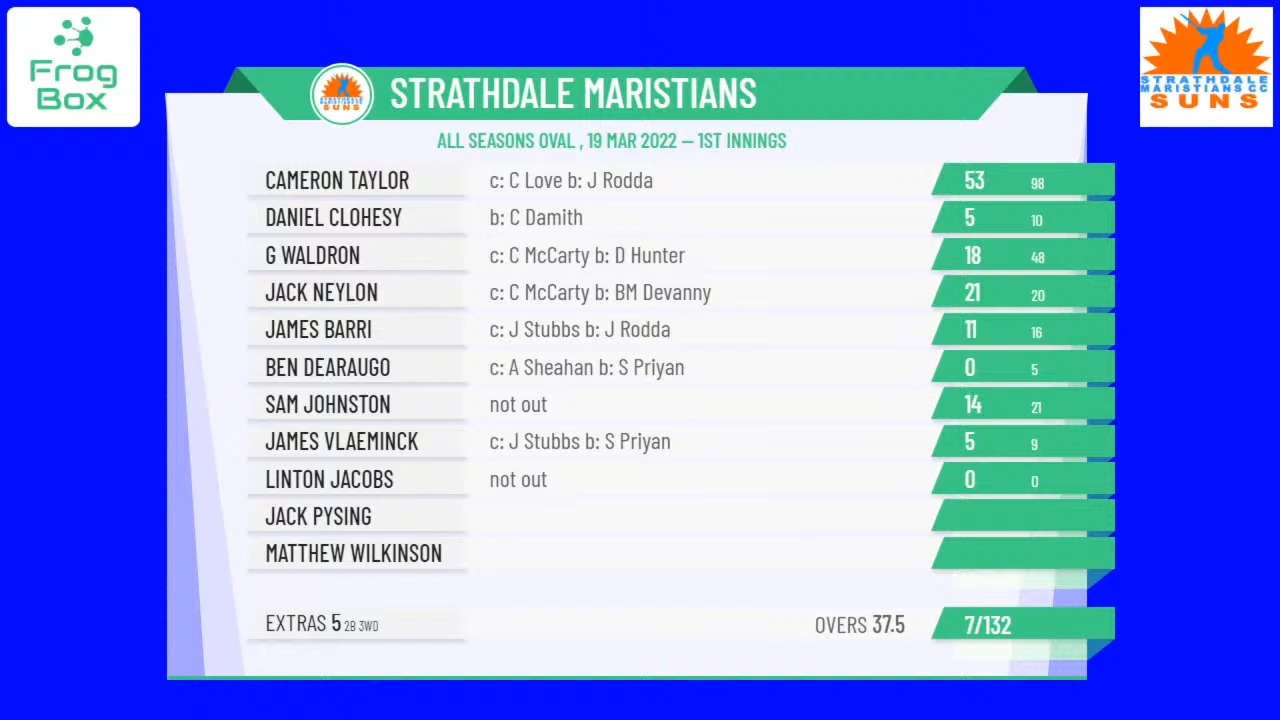 Frog
Box
STRATHDALE
MARISTIANS CC
SUNS
STRATHDALE MARISTIANS
ALL SEASONS OVAL , 19 MAR 2022 – 1ST INNINGS
CAMERON TAYLOR c: C Love b: J Rodda 53 98
DANIEL CLOHESY b: C Damith 5 10
G WALDRON c: C McCarty b: D Hunter 18 48
JACK NEYLON c: C McCarty b: BM Devanny 21 20
JAMES BARRI c: J Stubbs b: J Rodda 11 16
BEN DEARAUGO c: A Sheahan b: S Priyan 0 5
SAM JOHNSTON not out 14 21
JAMES VLAEMINCK c: J Stubbs b: S Priyan 5 9
LINTON JACOBS not out 0 0
JACK PYSING
MATTHEW WILKINSON
EXTRAS 5 2B 3WD OVERS 37.5 7/132